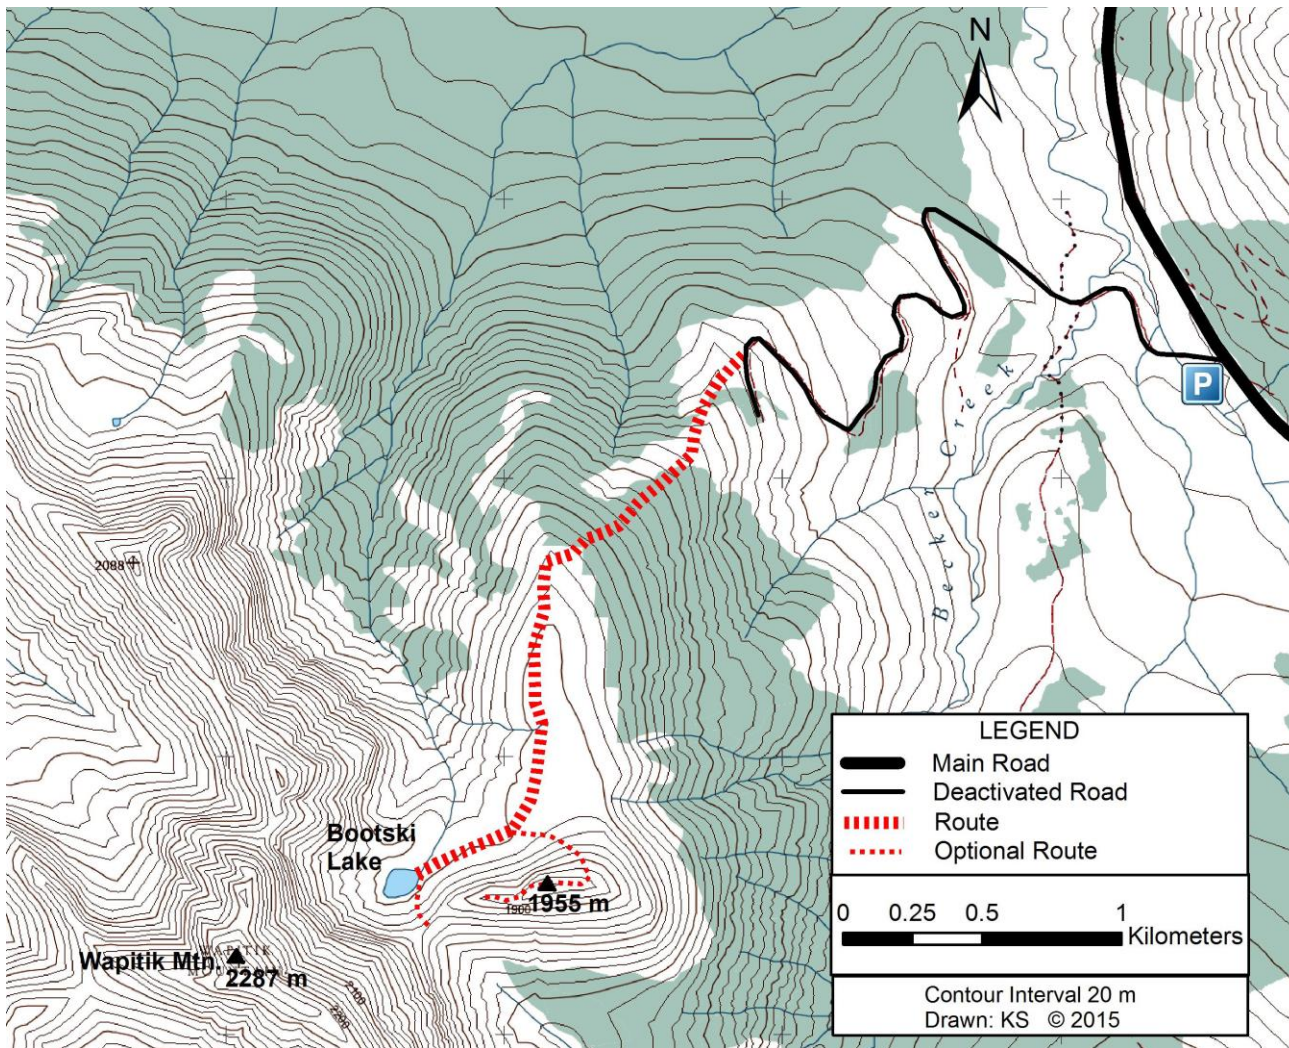 N
P
Becker Creek
2088
Bootski
Lake
1955 m
1900
WAPITIK
Wapitik Mtn.
2287 m
2100
2200
LEGEND
Main Road
Deactivated Road
Route
Optional Route
0 0.25 0.5 1
Kilometers
Contour Interval 20 m
Drawn: KS © 2015